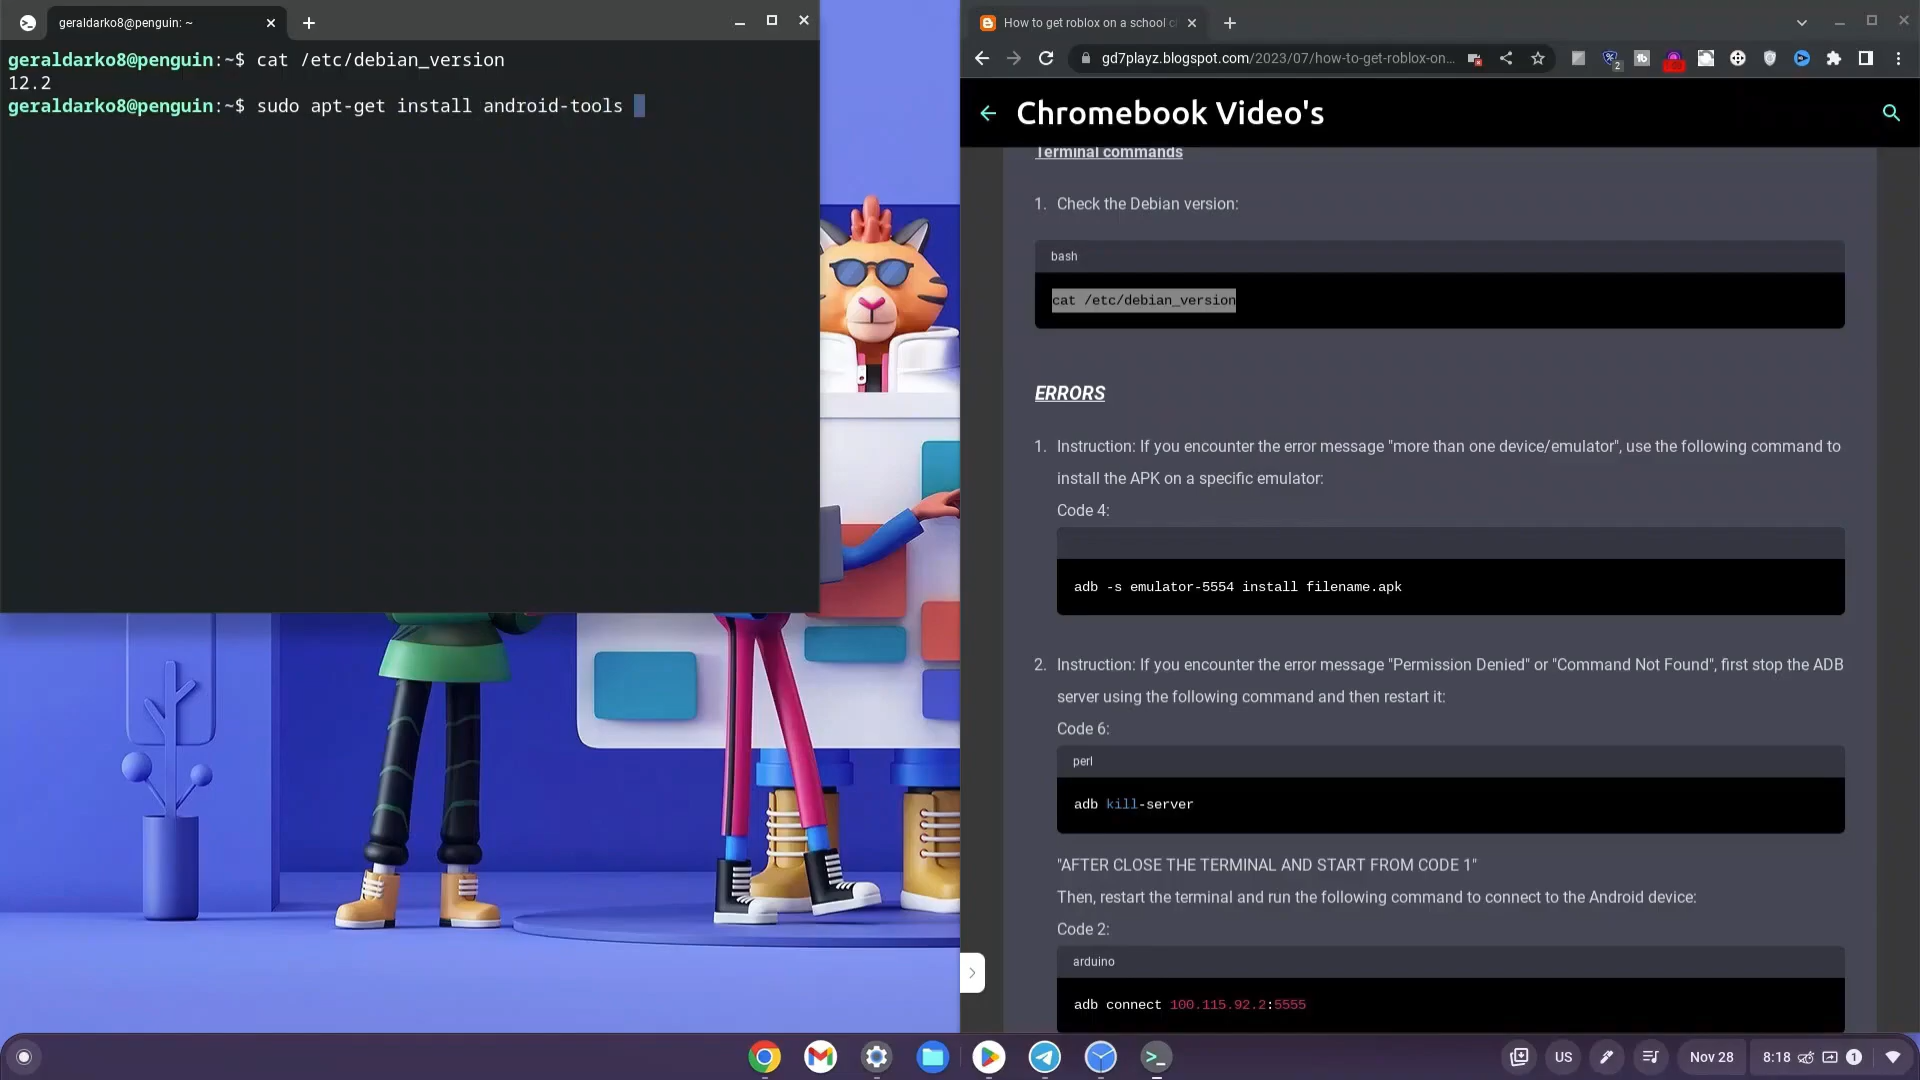 geraldarko8@penguin: ~
geraldarko8@penguin:~$ cat /etc/debian_version
12.2
geraldarko8@penguin:~$ sudo apt-get install android-tools
How to get roblox on a school c
gd7playz.blogspot.com/2023/07/how-to-get-roblox-on...
2
Chromebook Video's
Terminal commands
1. Check the Debian version:
bash
cat /etc/debian_version
ERRORS
1. Instruction: If you encounter the error message "more than one device/emulator", use the following command to
install the APK on a specific emulator:
Code 4:
adb -s emulator-5554 install filename.apk
2. Instruction: If you encounter the error message "Permission Denied" or "Command Not Found", first stop the ADB
server using the following command and then restart it:
Code 6:
perl
adb kill-server
"AFTER CLOSE THE TERMINAL AND START FROM CODE 1"
Then, restart the terminal and run the following command to connect to the Android device:
Code 2:
arduino
adb connect 100.115.92.2:5555
US
Nov 28
8:18
1